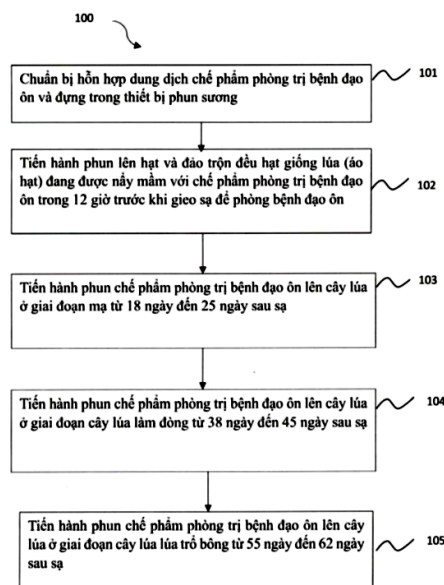 100
Chuẩn bị hỗn hợp dung dịch chế phẩm phòng trị bệnh đạo
ôn và đựng trong thiết bị phun sương
101
Tiến hành phun lên hạt và đảo trộn đều hạt giống lúa (áo
hạt) đang được nẩy mầm với chế phẩm phòng trị bệnh đạo
ôn trong 12 giờ trước khi gieo sạ để phòng bệnh đạo ôn
102
Tiến hành phun chế phẩm phòng trị bệnh đạo ôn lên cây lúa
ở giai đoạn mạ từ 18 ngày đến 25 ngày sau sạ
103
Tiến hành phun chế phẩm phòng trị bệnh đạo ôn lên cây lúa
ở giai đoạn cây lúa làm đòng từ 38 ngày đến 45 ngày sau sạ
104
Tiến hành phun chế phẩm phòng trị bệnh đạo ôn lên cây
lúa ở giai đoạn cây lúa lúa trổ bông từ 55 ngày đến 62 ngày
sau sạ
105